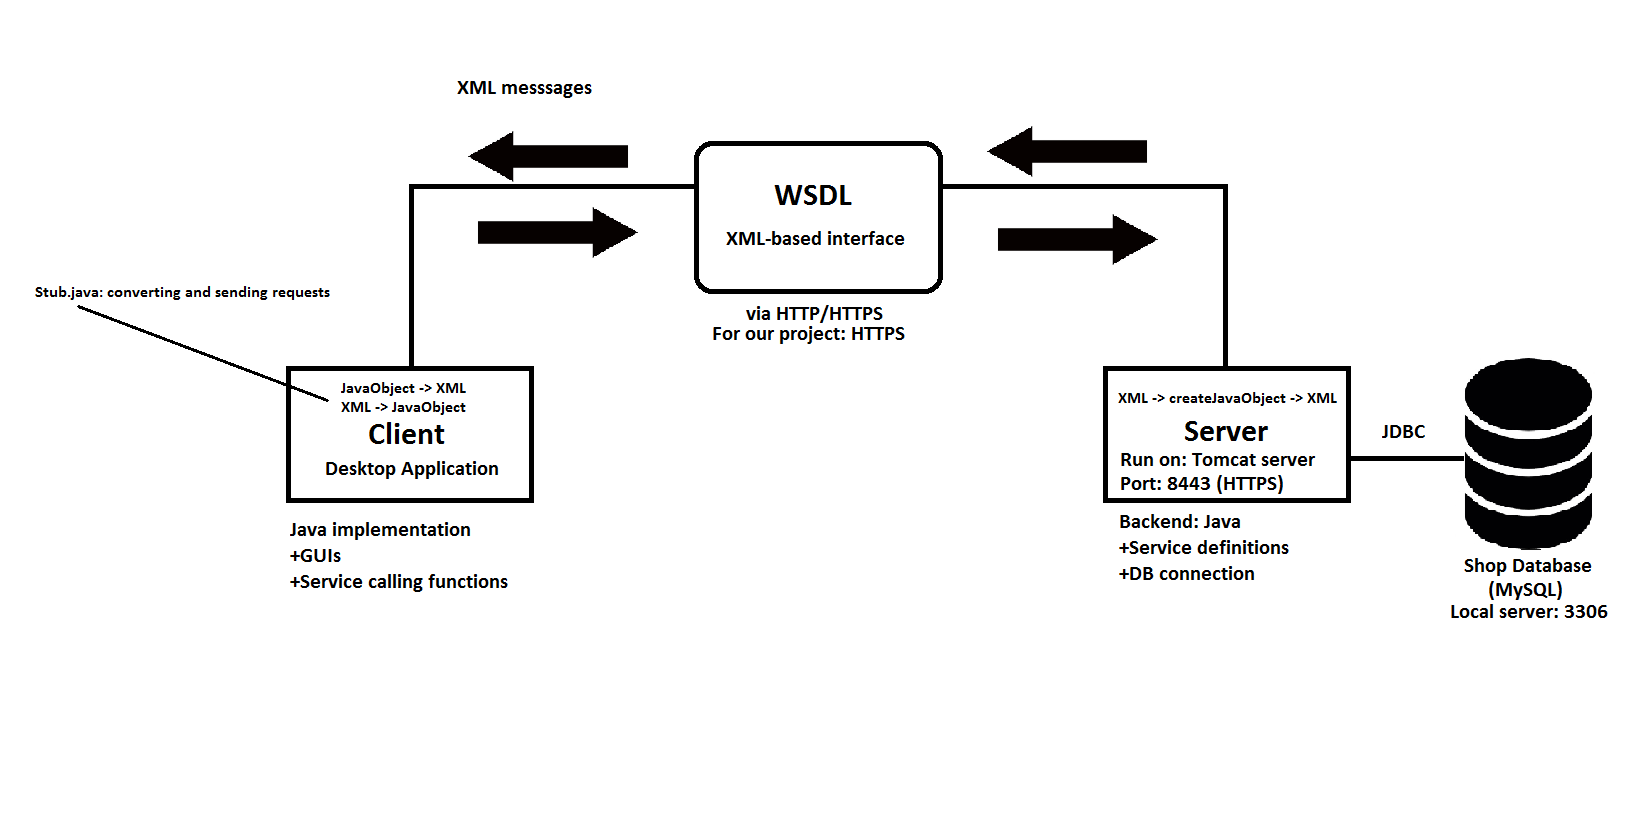 XML messsages
WSDL
XML-based interface
via HTTP/HTTPS
For our project: HTTPS
Stub.java: converting and sending requests
JavaObject -> XML
XML -> JavaObject
Client
Desktop Application
Java implementation
+GUIs
+Service calling functions
XML -> createJavaObject -> XML
Server
Run on: Tomcat server
Port: 8443 (HTTPS)
Backend: Java
+Service definitions
+DB connection
JDBC
Shop Database
(MySQL)
Local server: 3306